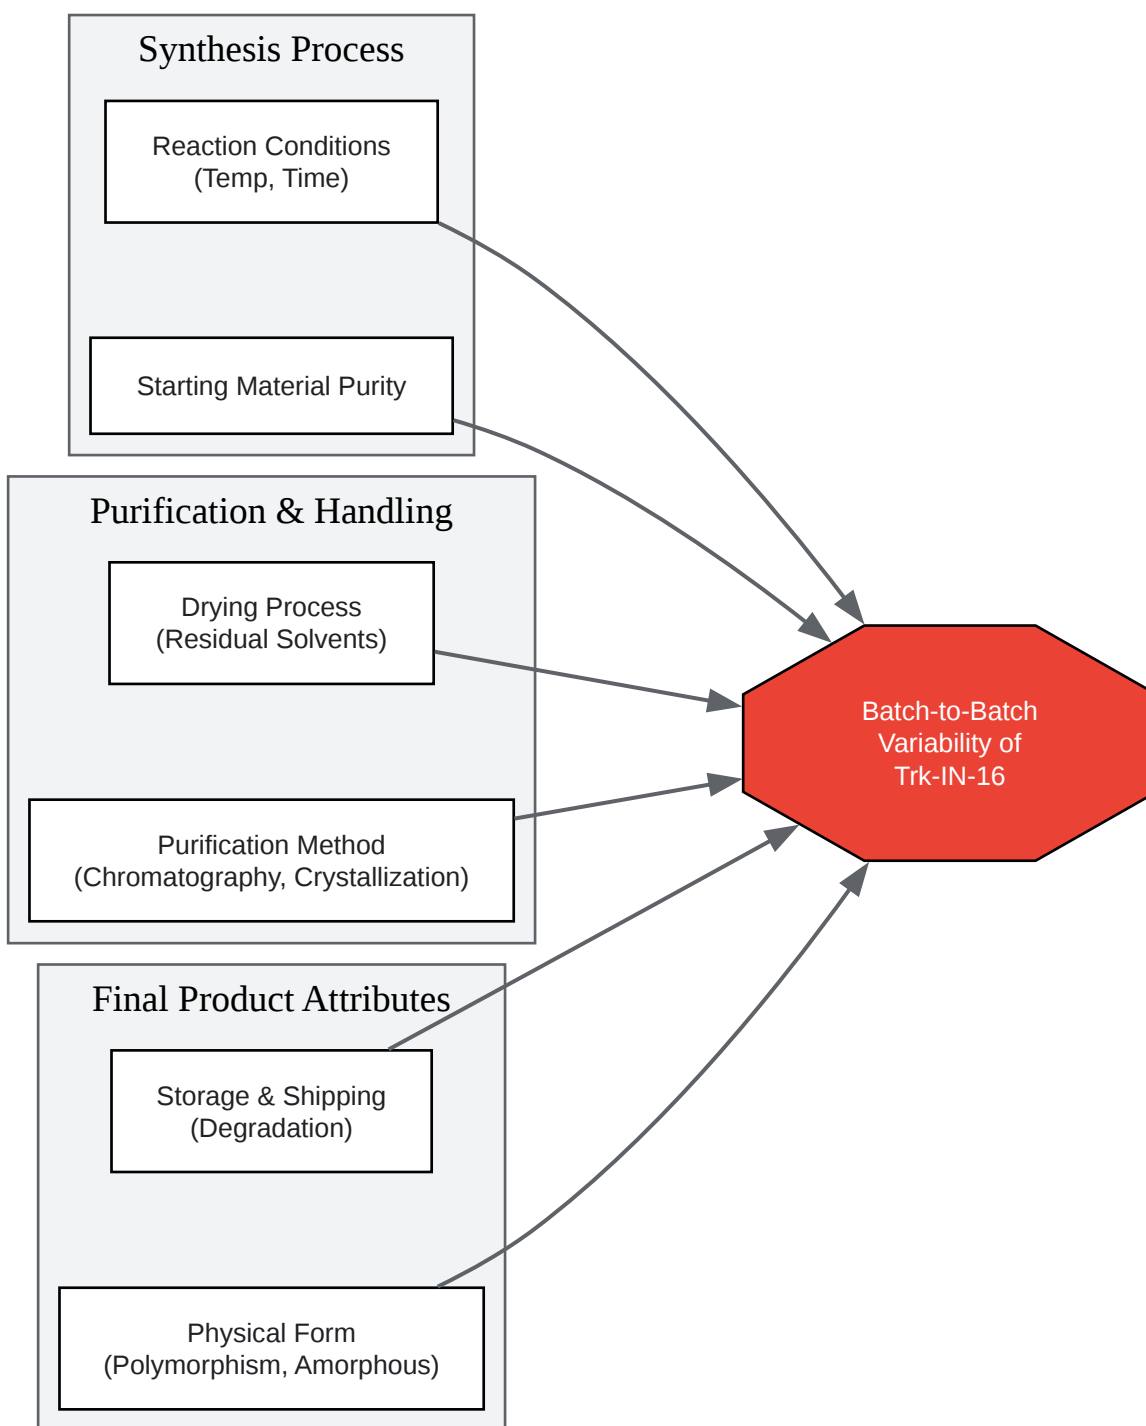 Synthesis Process
Reaction Conditions
(Temp, Time)
Starting Material Purity
Purification & Handling
Drying Process
(Residual Solvents)
Purification Method
(Chromatography, Crystallization)
Final Product Attributes
Storage & Shipping
(Degradation)
Physical Form
(Polymorphism, Amorphous)
Batch-to-Batch
Variability of
Trk-IN-16